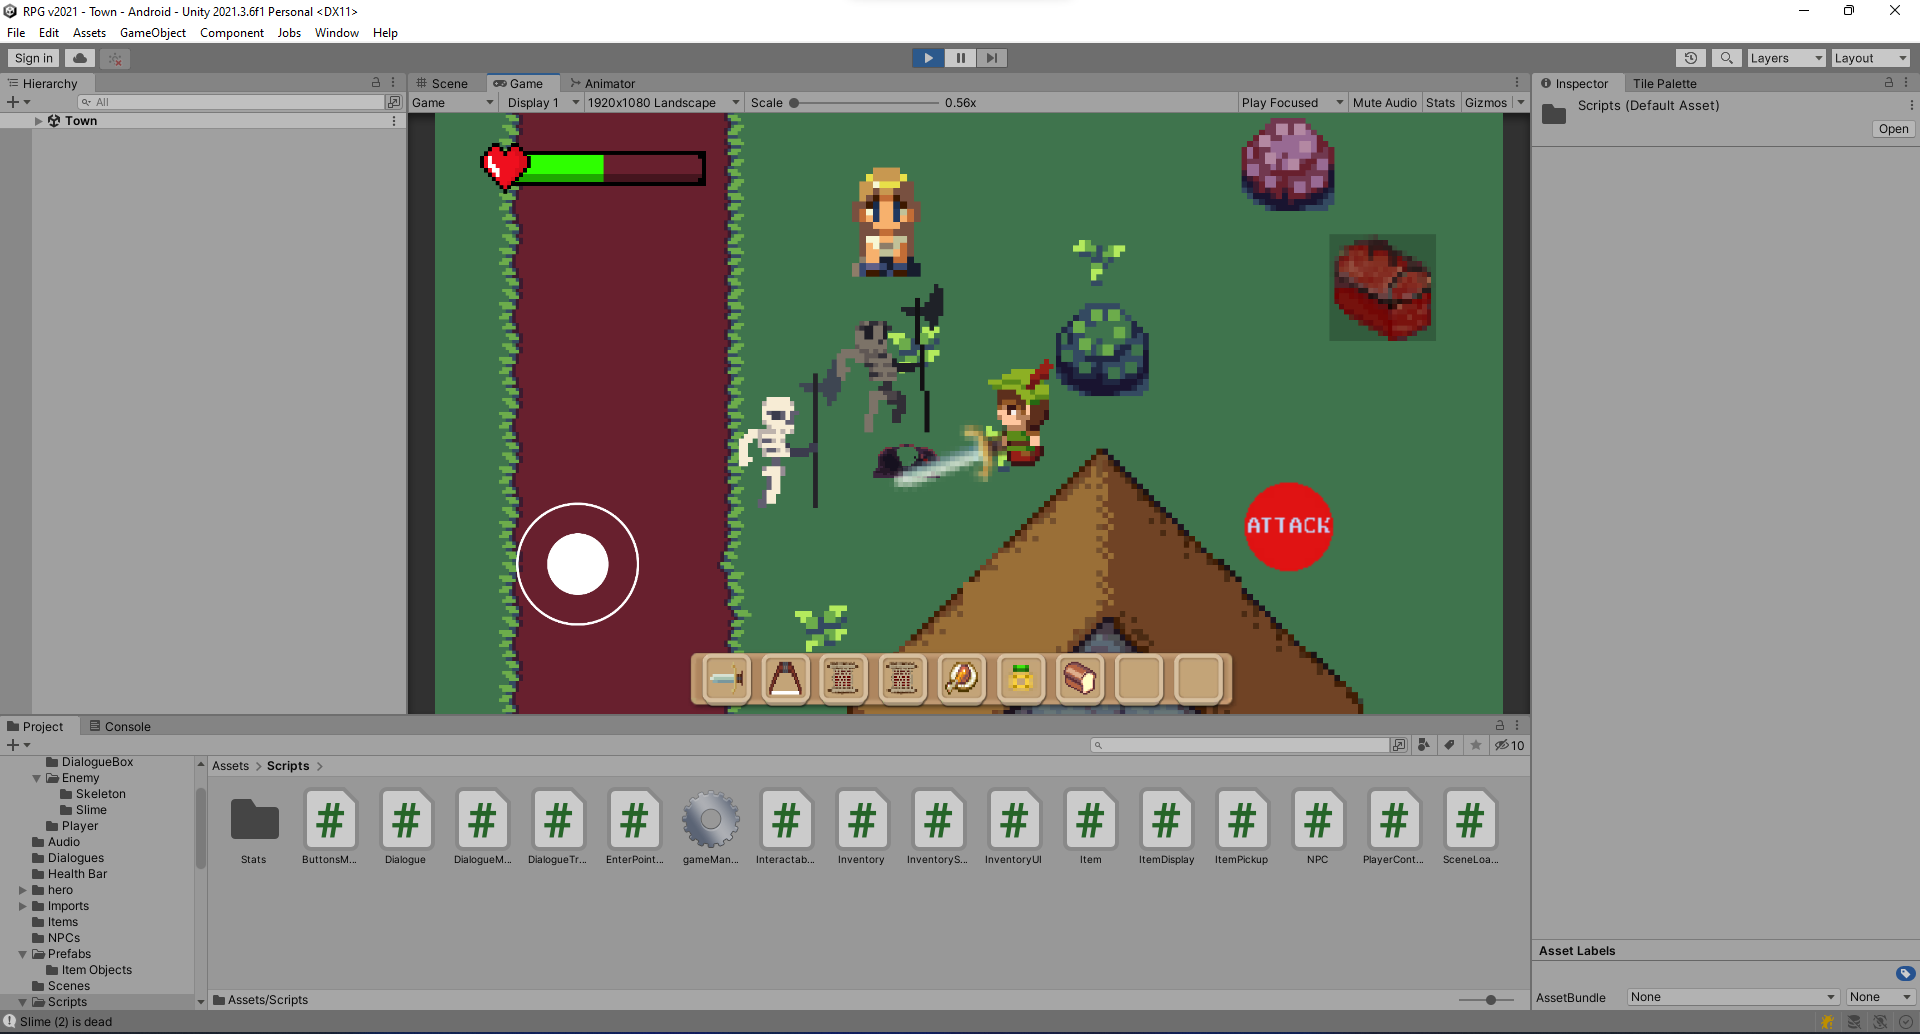 RPG v2021 - Town - Android - Unity 2021.3.6f1 Personal <DX11>
File Edit Assets GameObject Component Jobs Window Help
Sign in Layers Layout
Hierarchy
All
Town
Scene Game Animator
Game Display 1 1920x1080 Landscape Scale 0.56x Play Focused Mute Audio Stats Gizmos
ATTACK
Inspector Tile Palette
Scripts (Default Asset)
Open
Project Console
10
DialogueBox
Enemy
Skeleton
Slime
Player
Audio
Dialogues
Health Bar
hero
Imports
Items
NPCs
Prefabs
Item Objects
Scenes
Scripts
Assets > Scripts >
Stats ButtonsM... Dialogue DialogueM... DialogueTr... EnterPoint... gameMan... Interactab... Inventory InventoryS... InventoryUI Item ItemDisplay ItemPickup NPC PlayerCont... SceneLoa...
Assets/Scripts
Asset Labels
AssetBundle None None
Slime (2) is dead